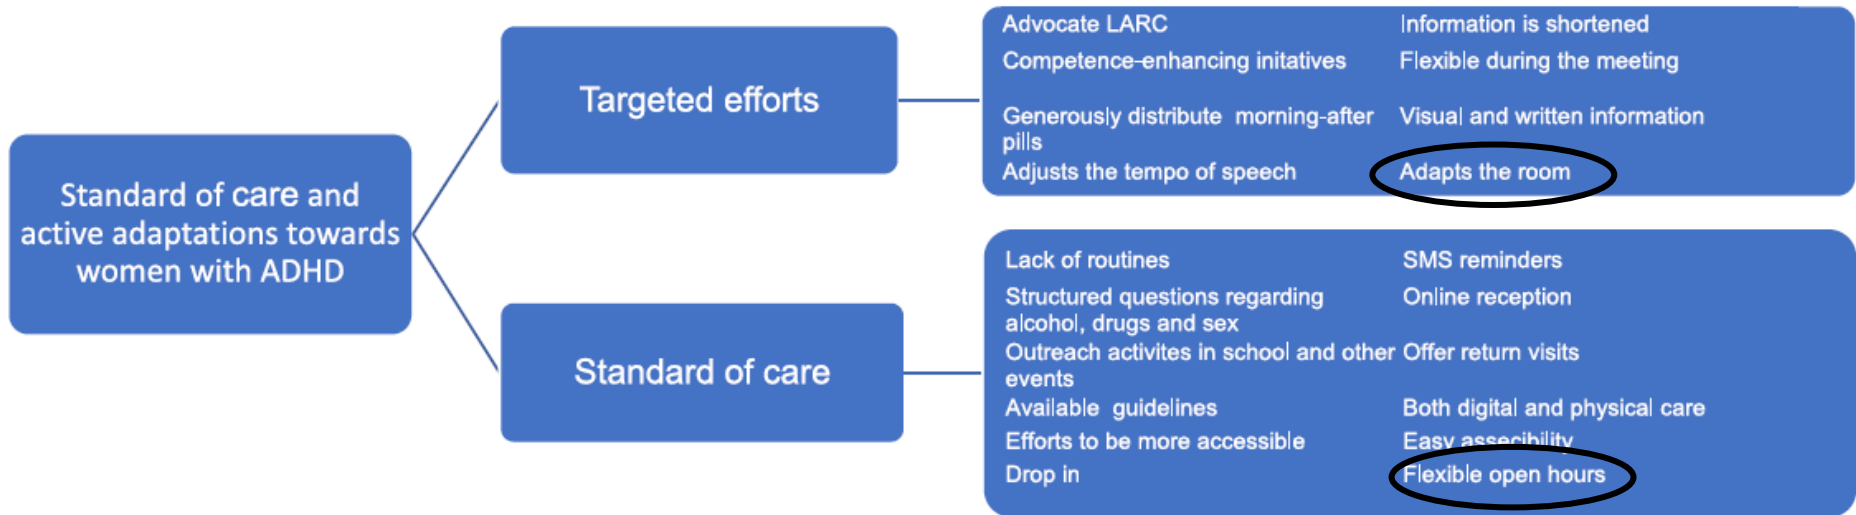 Standard of care and
active adaptations towards
women with ADHD
Targeted efforts
Advocate LARC
Information is shortened
Competence-enhancing initatives
Flexible during the meeting
Generously distribute morning-after
pills
Visual and written information
Adjusts the tempo of speech
Adapts the room
Standard of care
Lack of routines
SMS reminders
Structured questions regarding
alcohol, drugs and sex
Online reception
Outreach activites in school and other
events
Offer return visits
Available guidelines
Both digital and physical care
Efforts to be more accessible
Easy assecibility
Drop in
Flexible open hours